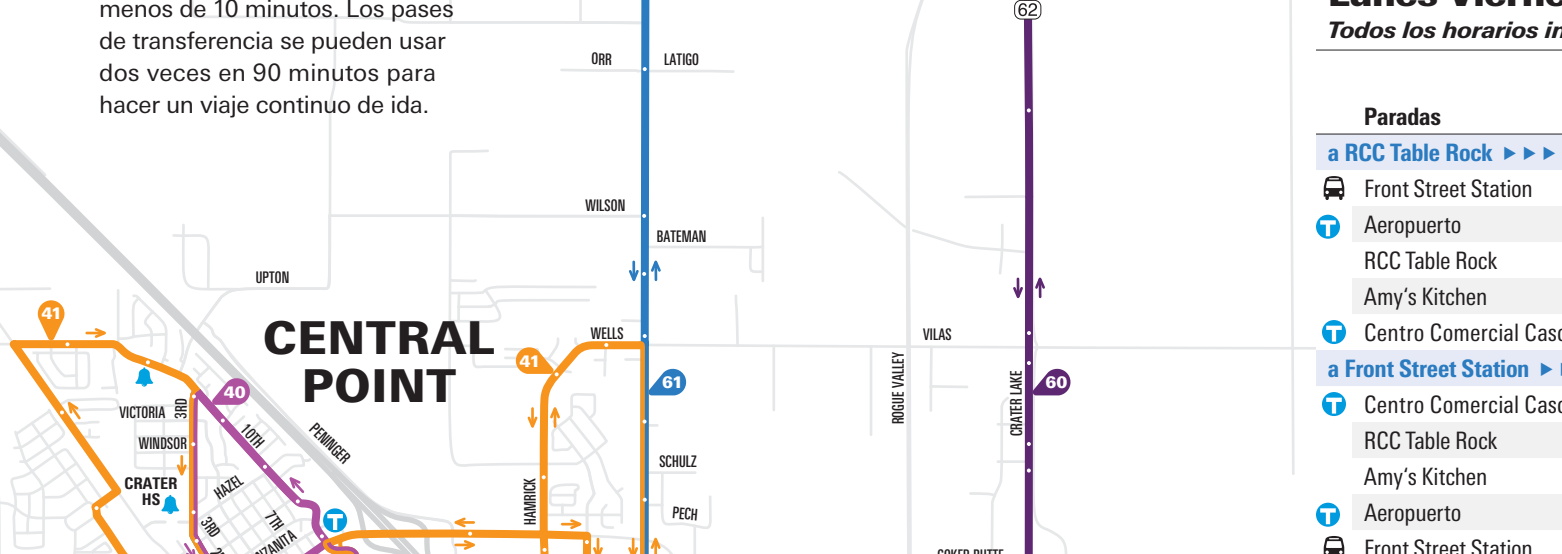 menos de 10 minutos. Los pases
de transferencia se pueden usar
dos veces en 90 minutos para
hacer un viaje continuo de ida.
62
ORR
LATIGO
WILSON
BATEMAN
UPTON
41
CENTRAL
POINT
WELLS
VILAS
41
61
60
40
ROGUE VALLEY
CRATER LAKE
VICTORIA
3RD
WINDSOR
10TH
PENINGER
SCHULZ
CRATER
HS
HAZEL
HAMRICK
PECH
3RD
7TH
T
Todos los horarios in
Paradas
a RCC Table Rock ►►►
Front Street Station
T Aeropuerto
RCC Table Rock
Amy‘s Kitchen
T Centro Comercial Casc
a Front Street Station ►
T Centro Comercial Casc
RCC Table Rock
Amy‘s Kitchen
T Aeropuerto
Front Street Station